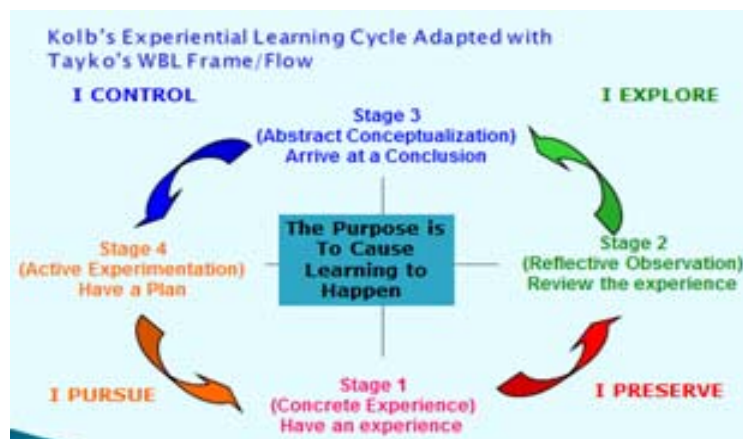 Kolb's Experiential Learning Cycle Adapted with
Tayko's WBL Frame/Flow
I CONTROL
I EXPLORE
Stage 3
(Abstract Conceptualization)
Arrive at a Conclusion
The Purpose is
To Cause
Learning to
Happen
Stage 4
(Active Experimentation)
Have a Plan
Stage 2
(Reflective Observation)
Review the experience
I PURSUE
Stage 1
(Concrete Experience)
Have an experience
I PRESERVE